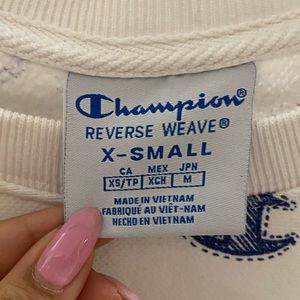 Champion®
REVERSE WEAVE®
X-SMALL
CA MEX JPN
XS/TP XCH M
MADE IN VIETNAM
FABRIQUÉ AU VIÊT-NAM
HECHO EN VIETNAM